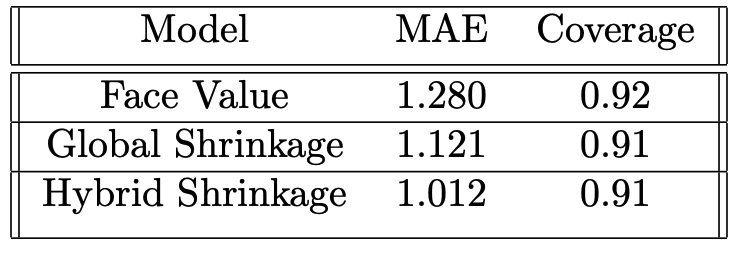 Model MAE Coverage
Face Value 1.280 0.92
Global Shrinkage 1.121 0.91
Hybrid Shrinkage 1.012 0.91